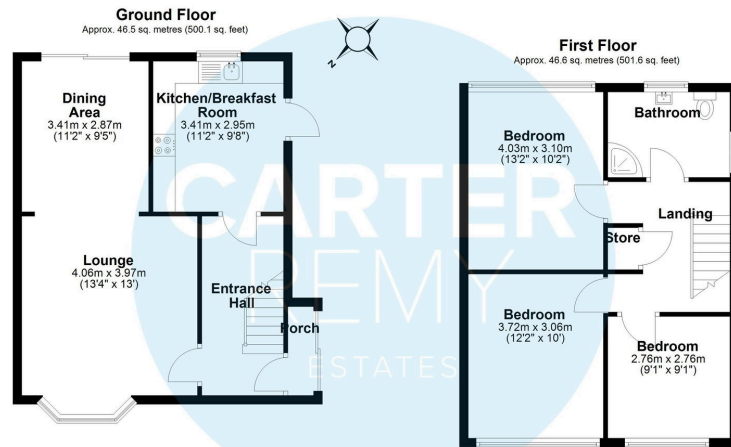 Ground Floor
Approx. 46.5 sq. metres (500.1 sq. feet)
Dining
Area
3.41m x 2.87m
(11'2" x 9'5")
Kitchen/Breakfast
Room
3.41m x 2.95m
(11'2" x 9'8")
Lounge
4.06m x 3.97m
(13'4" x 13')
Entrance
Hall
Porch
N
First Floor
Approx. 46.6 sq. metres (501.6 sq. feet)
Bedroom
4.03m x 3.10m
(13'2" x 10'2")
Bathroom
Landing
Store
Bedroom
3.72m x 3.06m
(12'2" x 10')
Bedroom
2.76m x 2.76m
(9'1" x 9'1")
CARTER
REMY
ESTATES